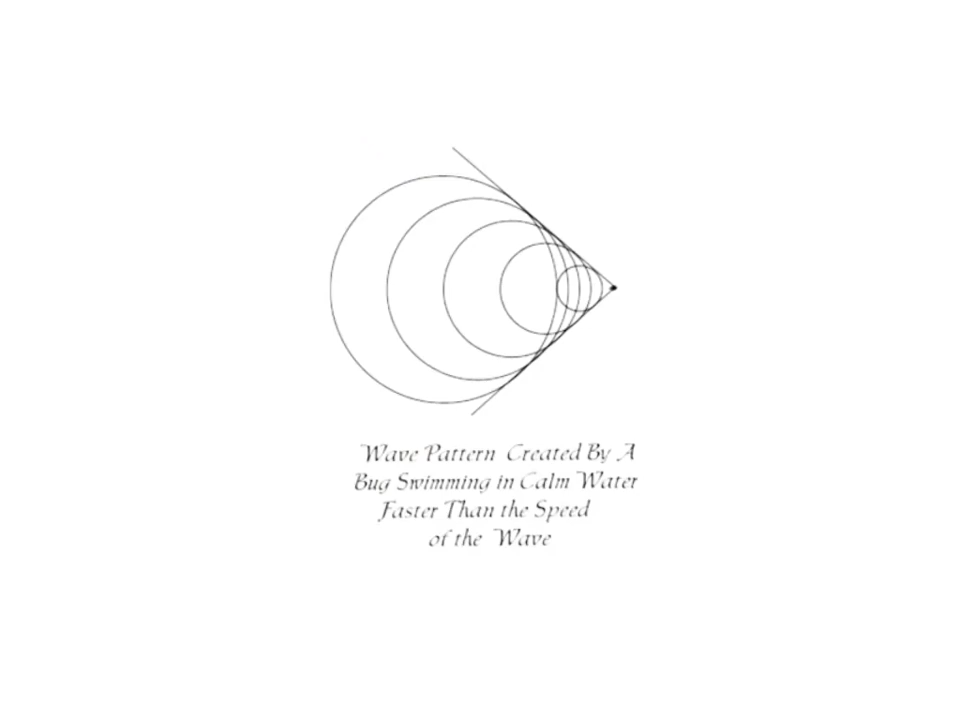 Wave Pattern Created By A
Bug Swimming in Calm Water
Faster Than the Speed
of the Wave